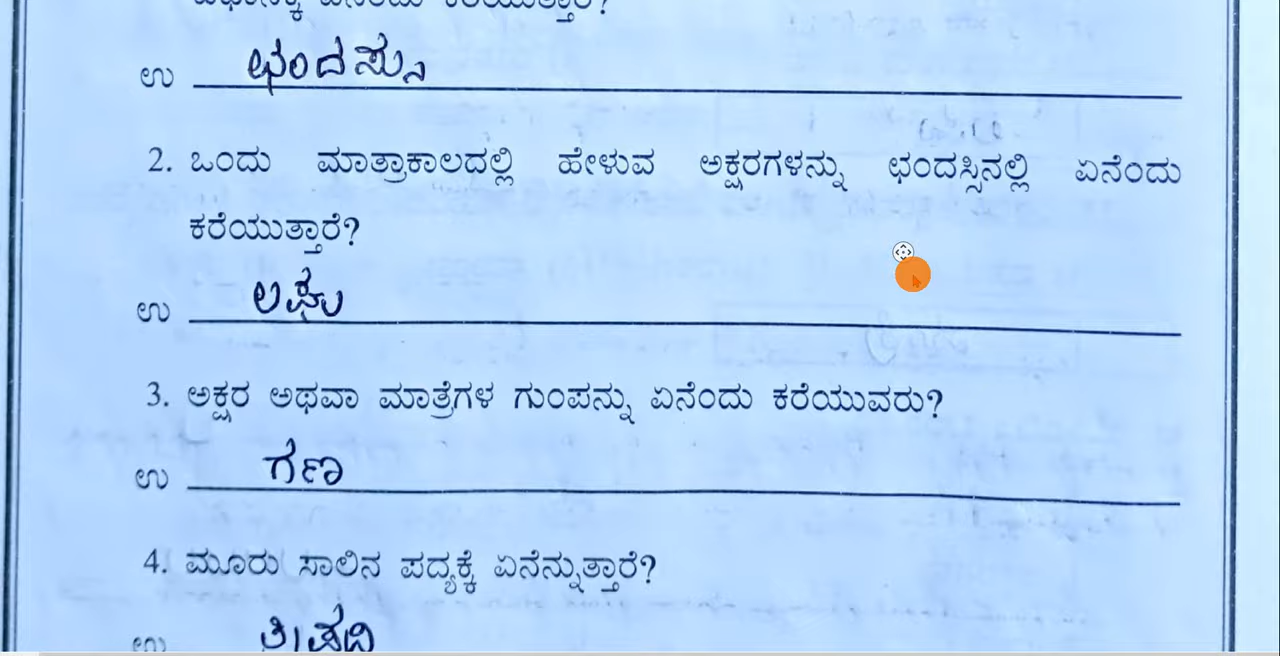 ಉ ಛಂದಸ್ಸು
2. ಒಂದು ಮಾತ್ರಾಕಾಲದಲ್ಲಿ ಹೇಳುವ ಅಕ್ಷರಗಳನ್ನು ಛಂದಸ್ಸಿನಲ್ಲಿ ಏನೆಂದು
ಕರೆಯುತ್ತಾರೆ?
ಉ ಲಘು
3. ಅಕ್ಷರ ಅಥವಾ ಮಾತ್ರೆಗಳ ಗುಂಪನ್ನು ಏನೆಂದು ಕರೆಯುವರು?
ಉ ಗಣ
4. ಮೂರು ಸಾಲಿನ ಪದ್ಯಕ್ಕೆ ಏನೆನ್ನುತ್ತಾರೆ?
ಉ ತ್ರಿಪದಿ